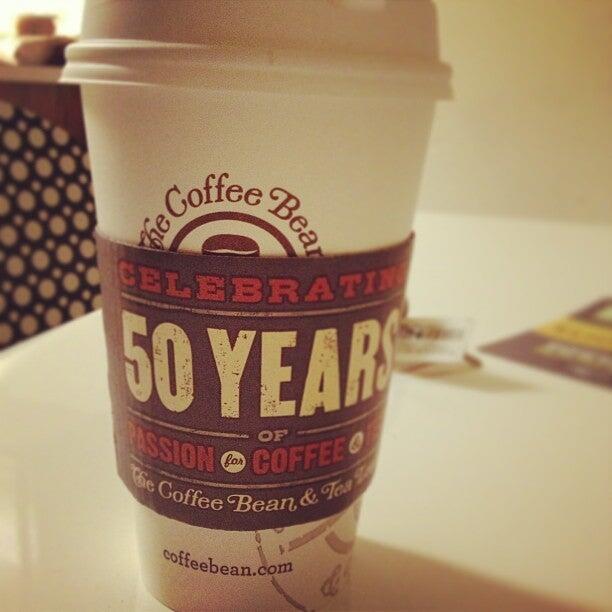 The Coffee Bean
CELEBRATING
50 YEARS
OF
PASSION for COFFEE &
The Coffee Bean & Tea
coffeebean.com